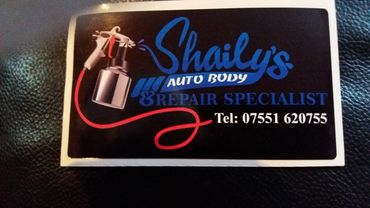 Shaily's
AUTO BODY
& REPAIR SPECIALIST
Tel: 07551 620755